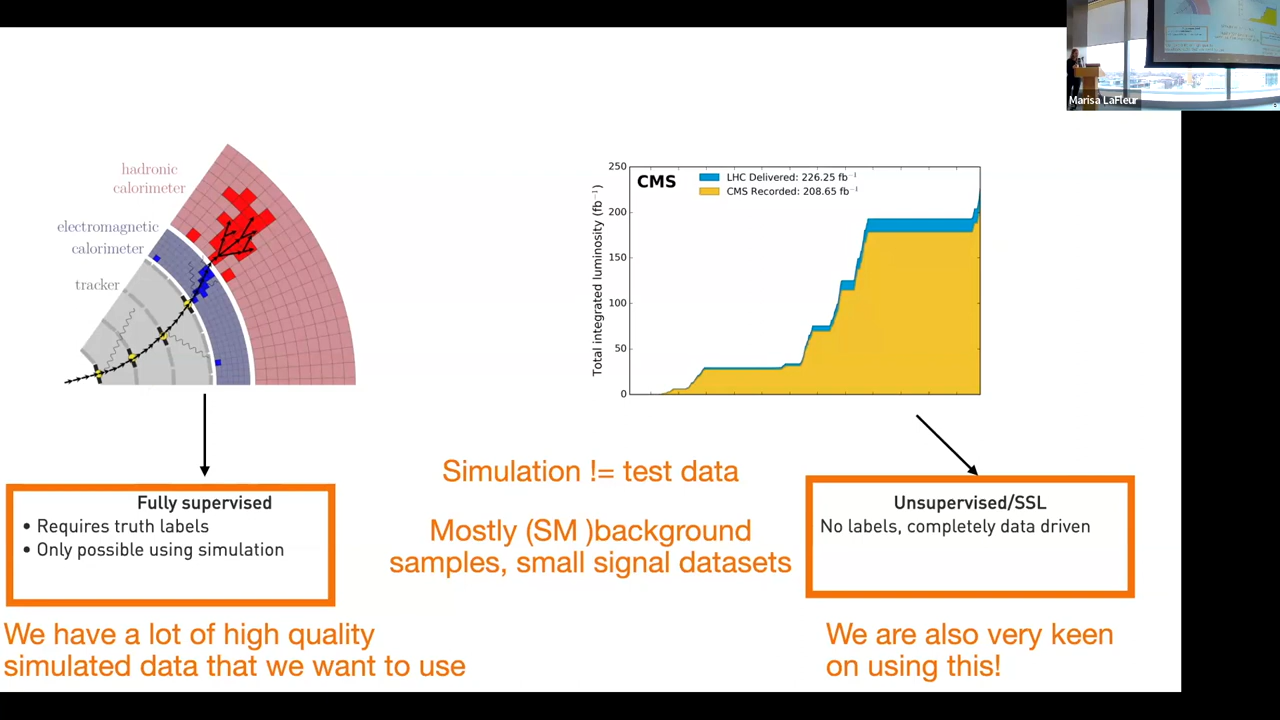 Marisa LaFleur
hadronic
calorimeter
electromagnetic
calorimeter
tracker
CMS
LHC Delivered: 226.25 fb⁻¹
CMS Recorded: 208.65 fb⁻¹
Total integrated luminosity (fb⁻¹)
250
200
150
100
50
0
Simulation != test data
Mostly (SM )background
samples, small signal datasets
Fully supervised
• Requires truth labels
• Only possible using simulation
Unsupervised/SSL
No labels, completely data driven
We have a lot of high quality
simulated data that we want to use
We are also very keen
on using this!